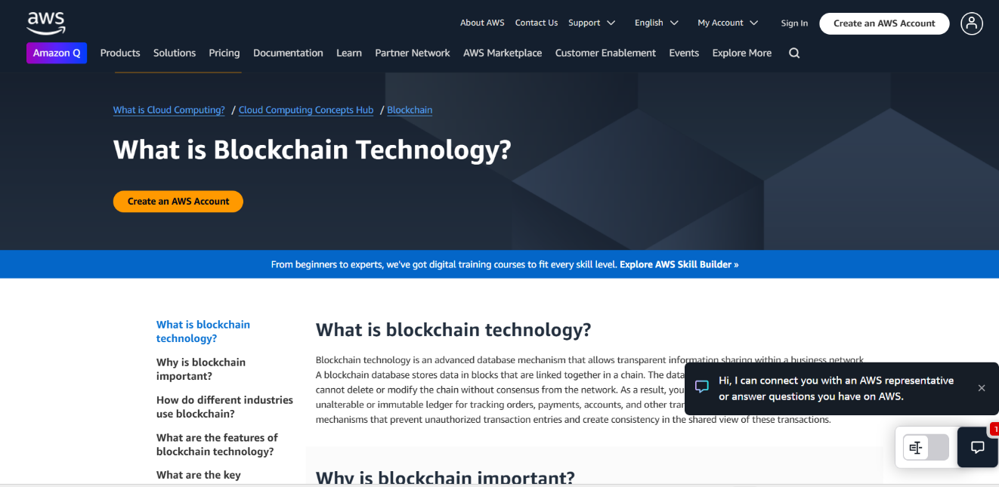 aws
About AWS Contact Us Support English My Account Sign In Create an AWS Account
Amazon Q Products Solutions Pricing Documentation Learn Partner Network AWS Marketplace Customer Enablement Events Explore More
What is Cloud Computing? / Cloud Computing Concepts Hub / Blockchain
What is Blockchain Technology?
Create an AWS Account
From beginners to experts, we've got digital training courses to fit every skill level. Explore AWS Skill Builder »
What is blockchain
technology?
Why is blockchain
important?
How do different industries
use blockchain?
What are the features of
blockchain technology?
What are the key
What is blockchain technology?
Blockchain technology is an advanced database mechanism that allows transparent information sharing within a business network.
A blockchain database stores data in blocks that are linked together in a chain. The data
cannot delete or modify the chain without consensus from the network. As a result, you
unalterable or immutable ledger for tracking orders, payments, accounts, and other
mechanisms that prevent unauthorized transaction entries and create consistency in the shared view of these transactions.
Why is blockchain important?
Hi, I can connect you with an AWS representative
or answer questions you have on AWS.
1